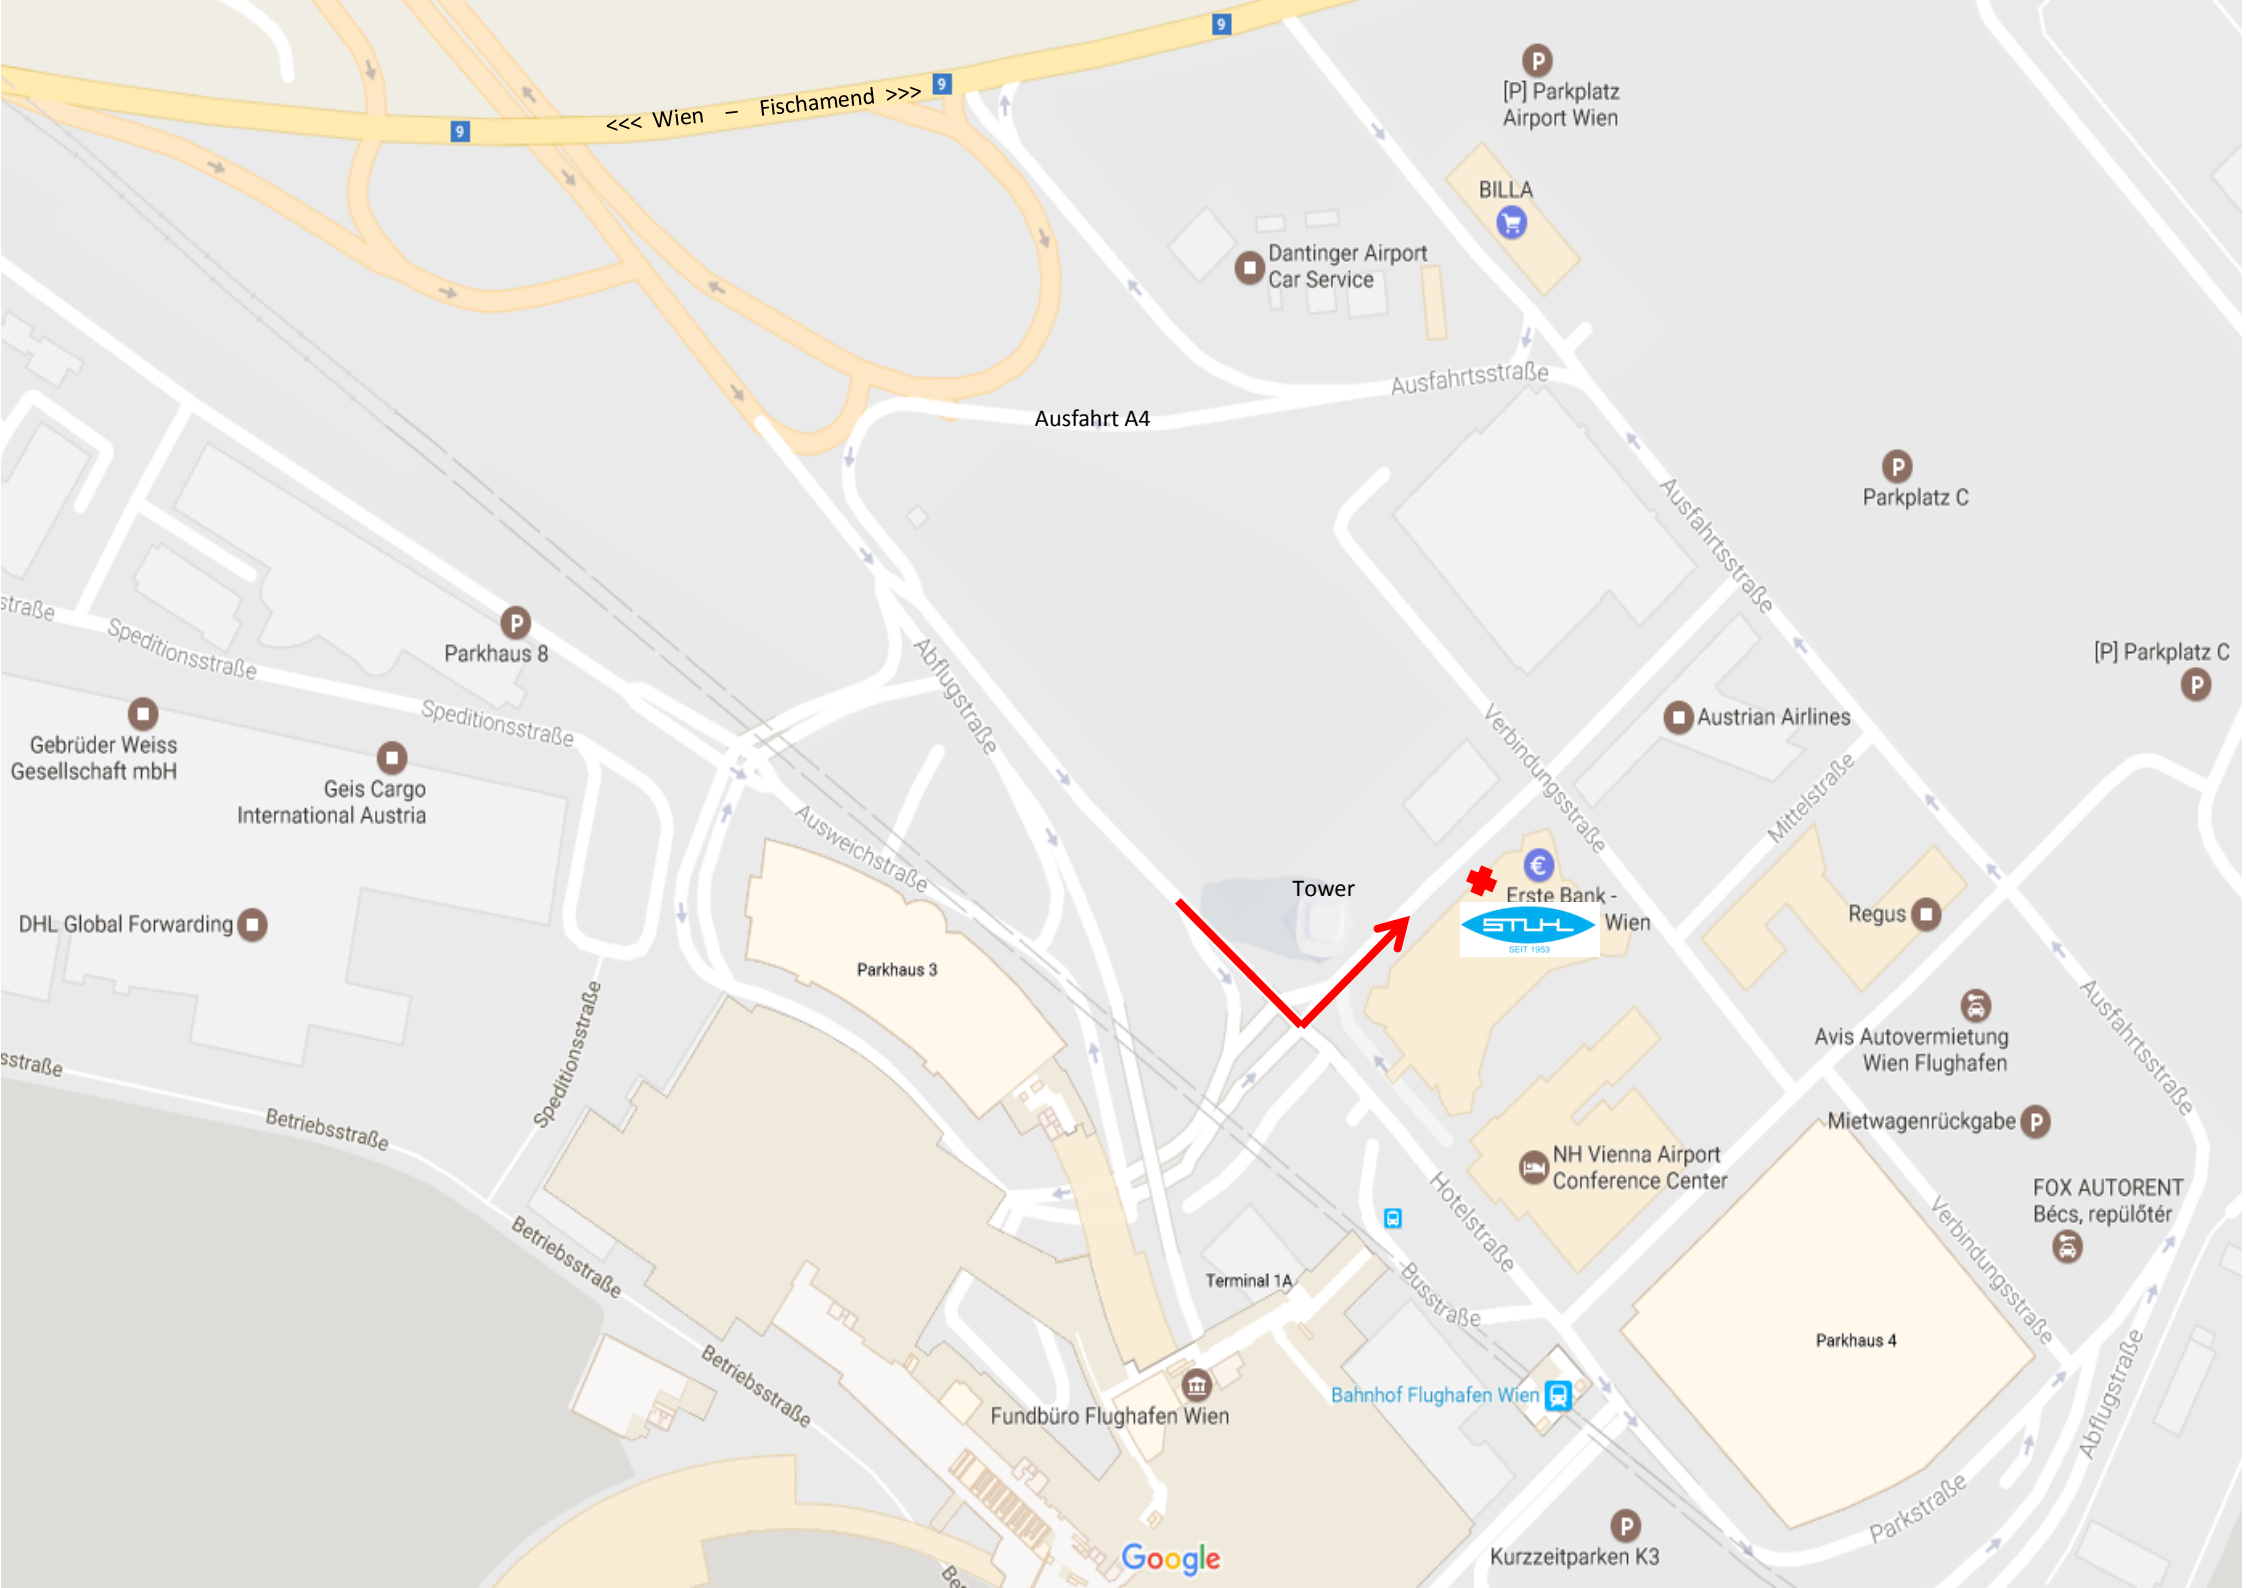 9
9
<<< Wien – Fischamend >>>
9
[P] Parkplatz
Airport Wien
BILLA
Dantinger Airport
Car Service
Ausfahrtsstraße
Ausfahrt A4
Parkplatz C
Ausfahrtsstraße
[P] Parkplatz C
straße
Speditionsstraße
Parkhaus 8
Speditionsstraße
Abflugstraße
Verbindungsstraße
Austrian Airlines
Mittelstraße
Gebrüder Weiss
Gesellschaft mbH
Geis Cargo
International Austria
Ausweichstraße
Tower
Erste Bank -
Wien
STUHL
SEIT 1953
Regus
DHL Global Forwarding
Parkhaus 3
Speditionsstraße
Ausfahrtsstraße
Avis Autovermietung
Wien Flughafen
sstraße
Betriebsstraße
Mietwagenrückgabe
NH Vienna Airport
Conference Center
Hotelstraße
Verbindungsstraße
FOX AUTORENT
Bécs, repülőtér
Betriebsstraße
Terminal 1A
Busstraße
Parkhaus 4
Betriebsstraße
Bahnhof Flughafen Wien
Abflugstraße
Fundbüro Flughafen Wien
Parkstraße
Google
Kurzzeitparken K3
Be